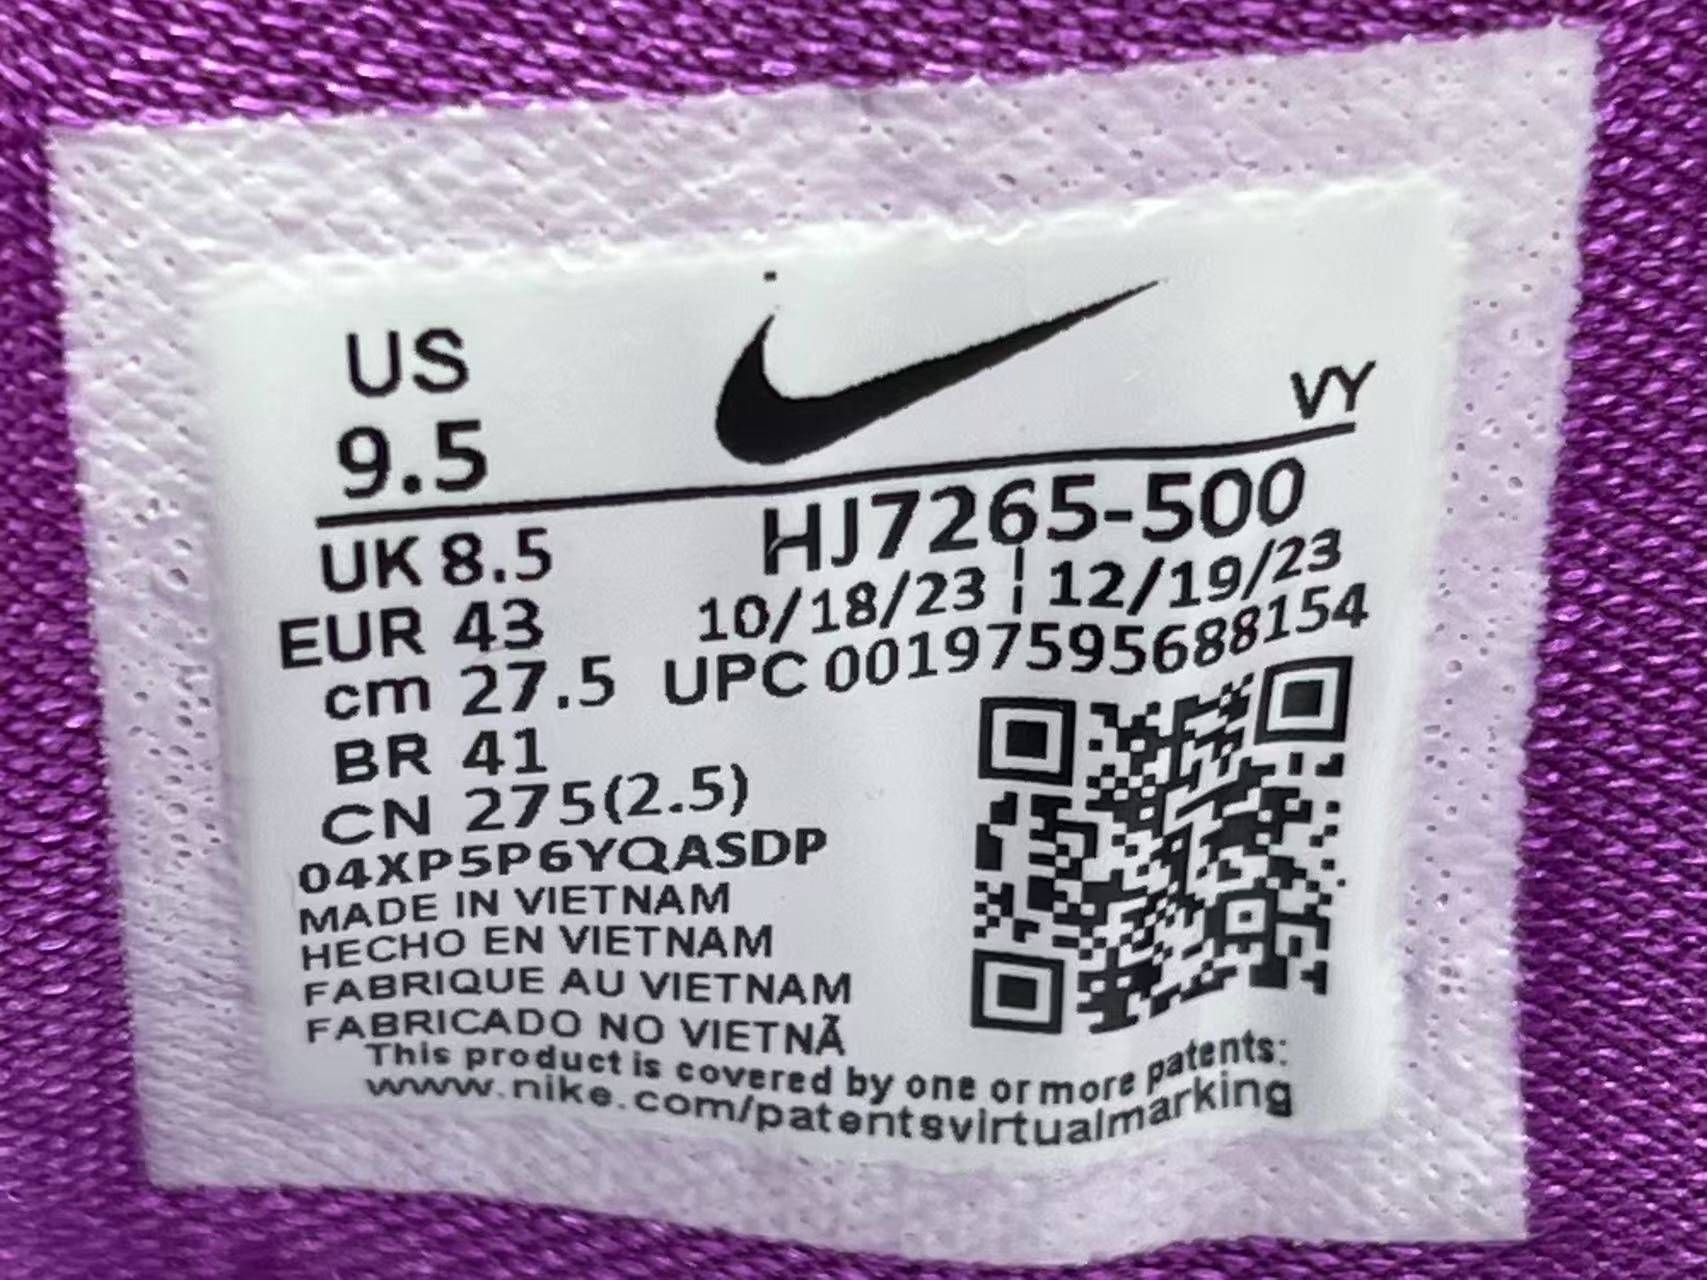 US
9.5
VY
UK 8.5
HJ7265-500
EUR 43
10/18/23 ¦ 12/19/23
cm 27.5
UPC 00197595688154
BR 41
CN 275(2.5)
04XP5P6YQASDP
MADE IN VIETNAM
HECHO EN VIETNAM
FABRIQUE AU VIETNAM
FABRICADO NO VIETNÃ
This product is covered by one or more patents:
www.nike.com/patentsvirtualmarking